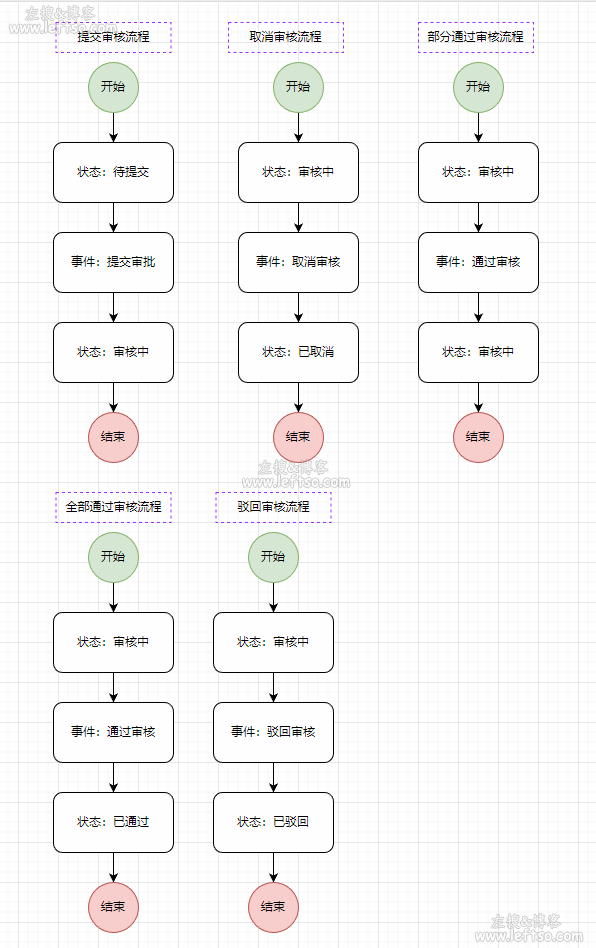 左搜&博客
www.leftso.com
提交审核流程
开始
状态：待提交
事件：提交审批
状态：审核中
结束
取消审核流程
开始
状态：审核中
事件：取消审核
状态：已取消
结束
部分通过审核流程
开始
状态：审核中
事件：通过审核
状态：审核中
结束
左搜&博客
www.leftso.com
全部通过审核流程
开始
状态：审核中
事件：通过审核
状态：已通过
结束
驳回审核流程
开始
状态：审核中
事件：驳回审核
状态：已驳回
结束
左搜&博客
www.leftso.com